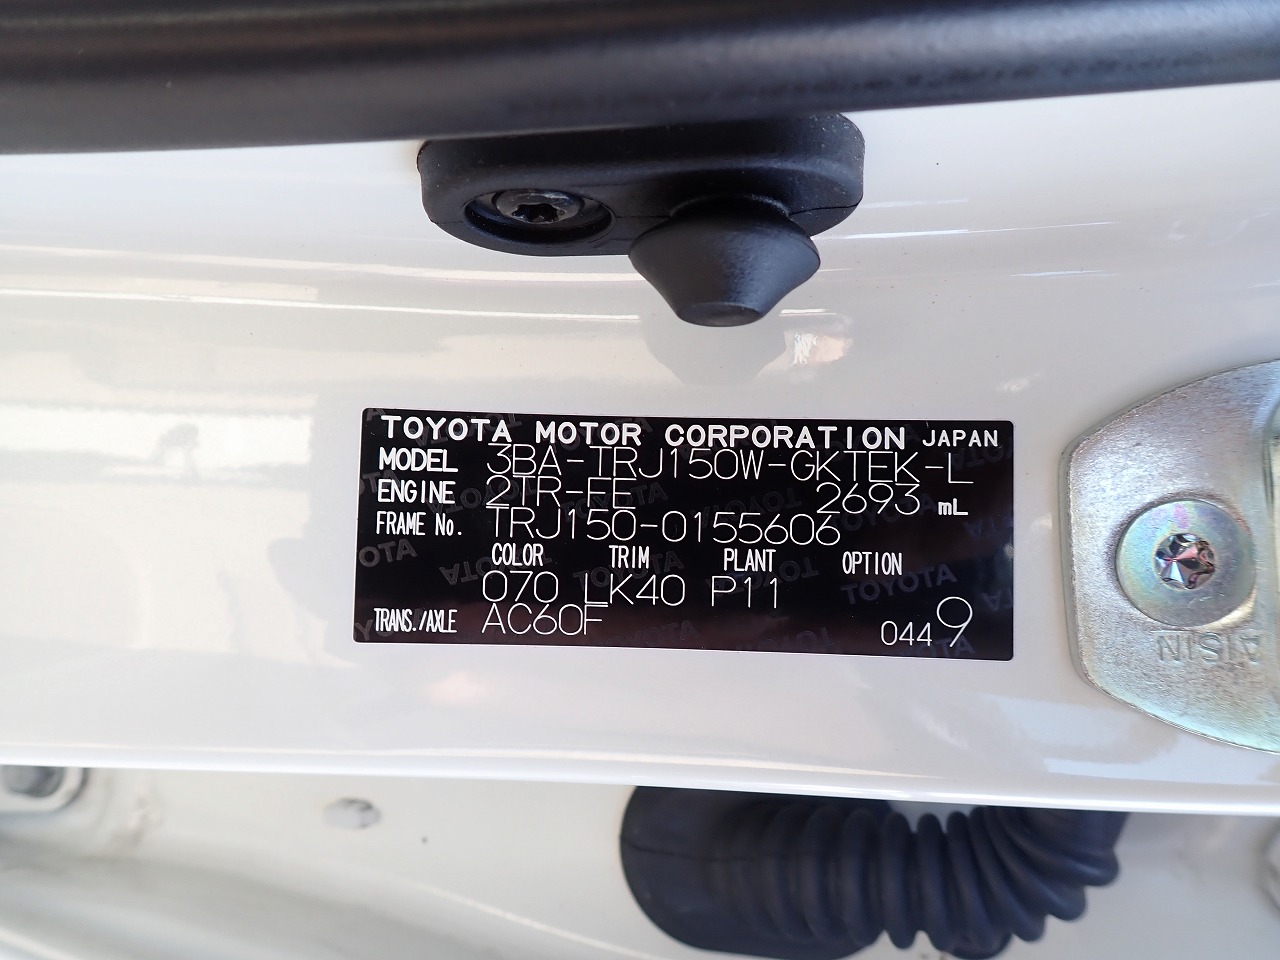 TOYOTA MOTOR CORPORATION JAPAN
MODEL 3BA-TRJ150W-GKTEK-L
ENGINE 2TR-FE 2693 mL
FRAME No. TRJ150-0155606
COLOR TRIM PLANT OPTION
070 LK40 P11
TRANS./AXLE AC60F 0449
AISIN